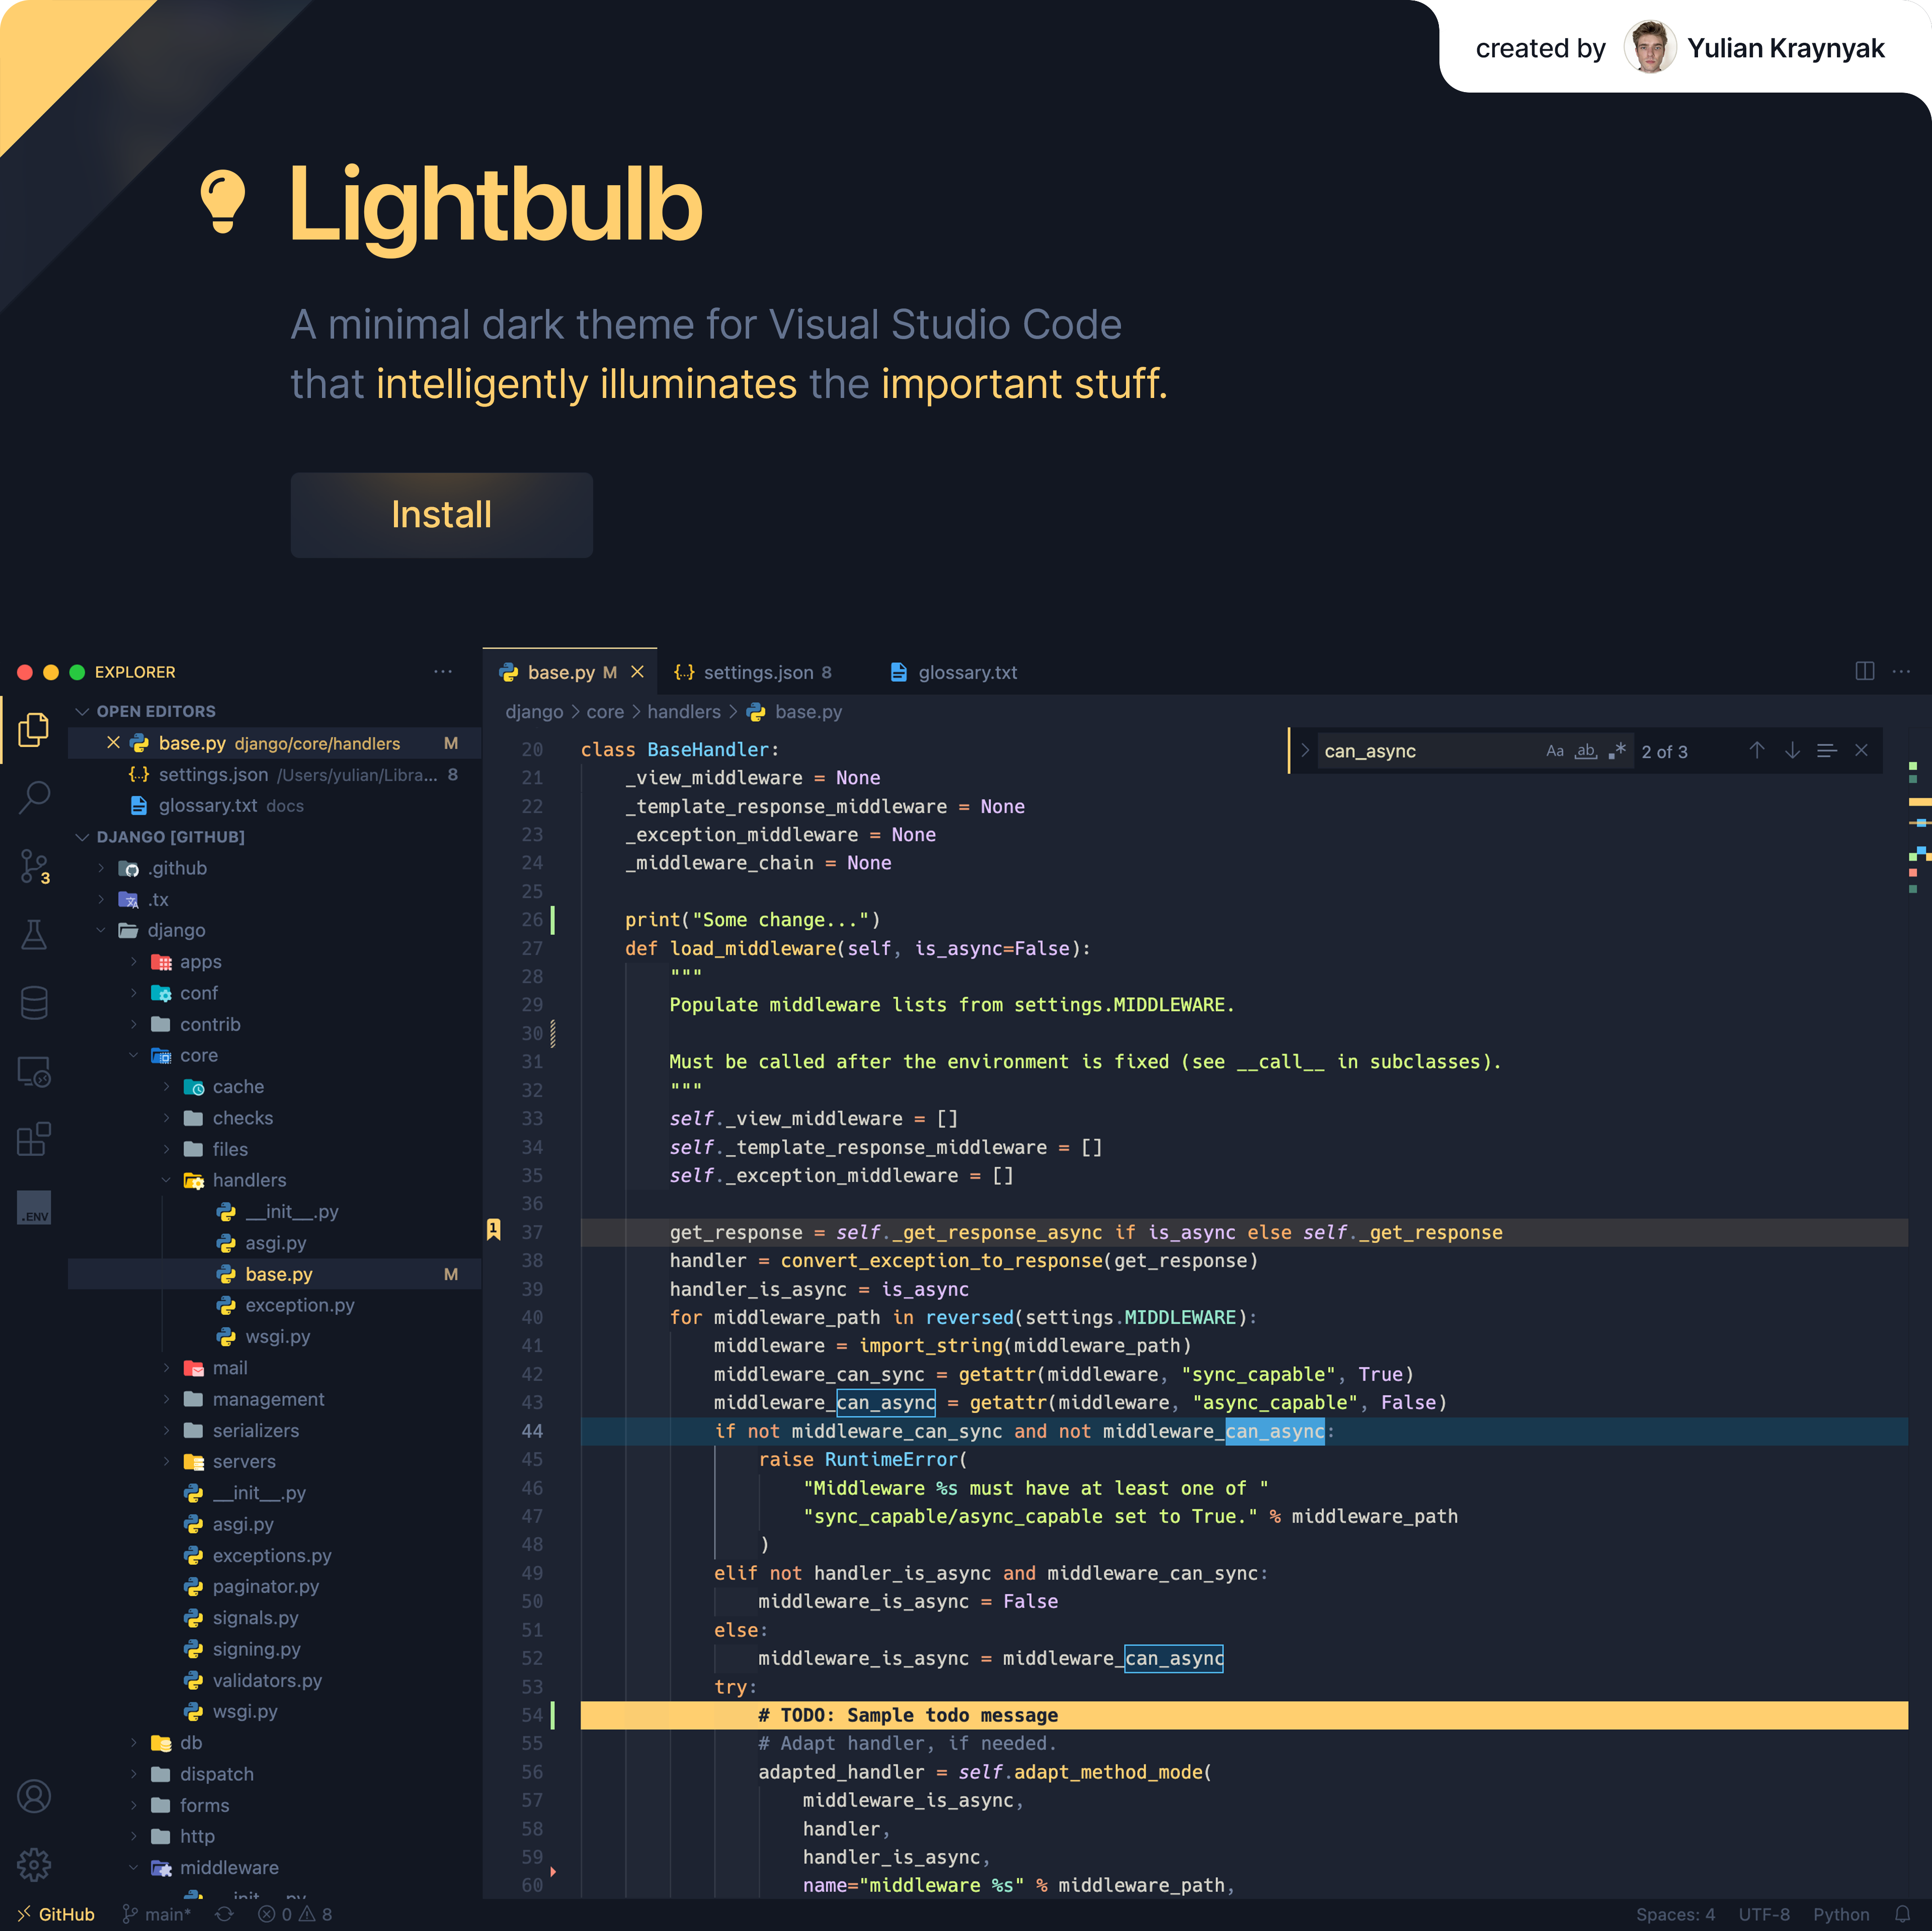 created by Yulian Kraynyak
Lightbulb
A minimal dark theme for Visual Studio Code
that intelligently illuminates the important stuff.
Install
EXPLORER ···
OPEN EDITORS
base.py django/core/handlers M
{..} settings.json /Users/yulian/Libra... 8
glossary.txt docs
DJANGO [GITHUB]
.github
.tx
django
apps
conf
contrib
core
cache
checks
files
handlers
__init__.py
asgi.py
base.py M
exception.py
wsgi.py
mail
management
serializers
servers
__init__.py
asgi.py
exceptions.py
paginator.py
signals.py
signing.py
validators.py
wsgi.py
db
dispatch
forms
http
middleware
__init__.py
3
.ENV
base.py M
{..} settings.json 8
glossary.txt
django > core > handlers > base.py
can_async Aa ab .* 2 of 3
20 class BaseHandler:
21 _view_middleware = None
22 _template_response_middleware = None
23 _exception_middleware = None
24 _middleware_chain = None
25
26 print("Some change...")
27 def load_middleware(self, is_async=False):
28 """
29 Populate middleware lists from settings.MIDDLEWARE.
30
31 Must be called after the environment is fixed (see __call__ in subclasses).
32 """
33 self._view_middleware = []
34 self._template_response_middleware = []
35 self._exception_middleware = []
36
1 37 get_response = self._get_response_async if is_async else self._get_response
38 handler = convert_exception_to_response(get_response)
39 handler_is_async = is_async
40 for middleware_path in reversed(settings.MIDDLEWARE):
41 middleware = import_string(middleware_path)
42 middleware_can_sync = getattr(middleware, "sync_capable", True)
43 middleware_can_async = getattr(middleware, "async_capable", False)
44 if not middleware_can_sync and not middleware_can_async:
45 raise RuntimeError(
46 "Middleware %s must have at least one of "
47 "sync_capable/async_capable set to True." % middleware_path
48 )
49 elif not handler_is_async and middleware_can_sync:
50 middleware_is_async = False
51 else:
52 middleware_is_async = middleware_can_async
53 try:
54 # TODO: Sample todo message
55 # Adapt handler, if needed.
56 adapted_handler = self.adapt_method_mode(
57 middleware_is_async,
58 handler,
59 handler_is_async,
60 name="middleware %s" % middleware_path,
GitHub main* 0 8
Spaces: 4 UTF-8 Python